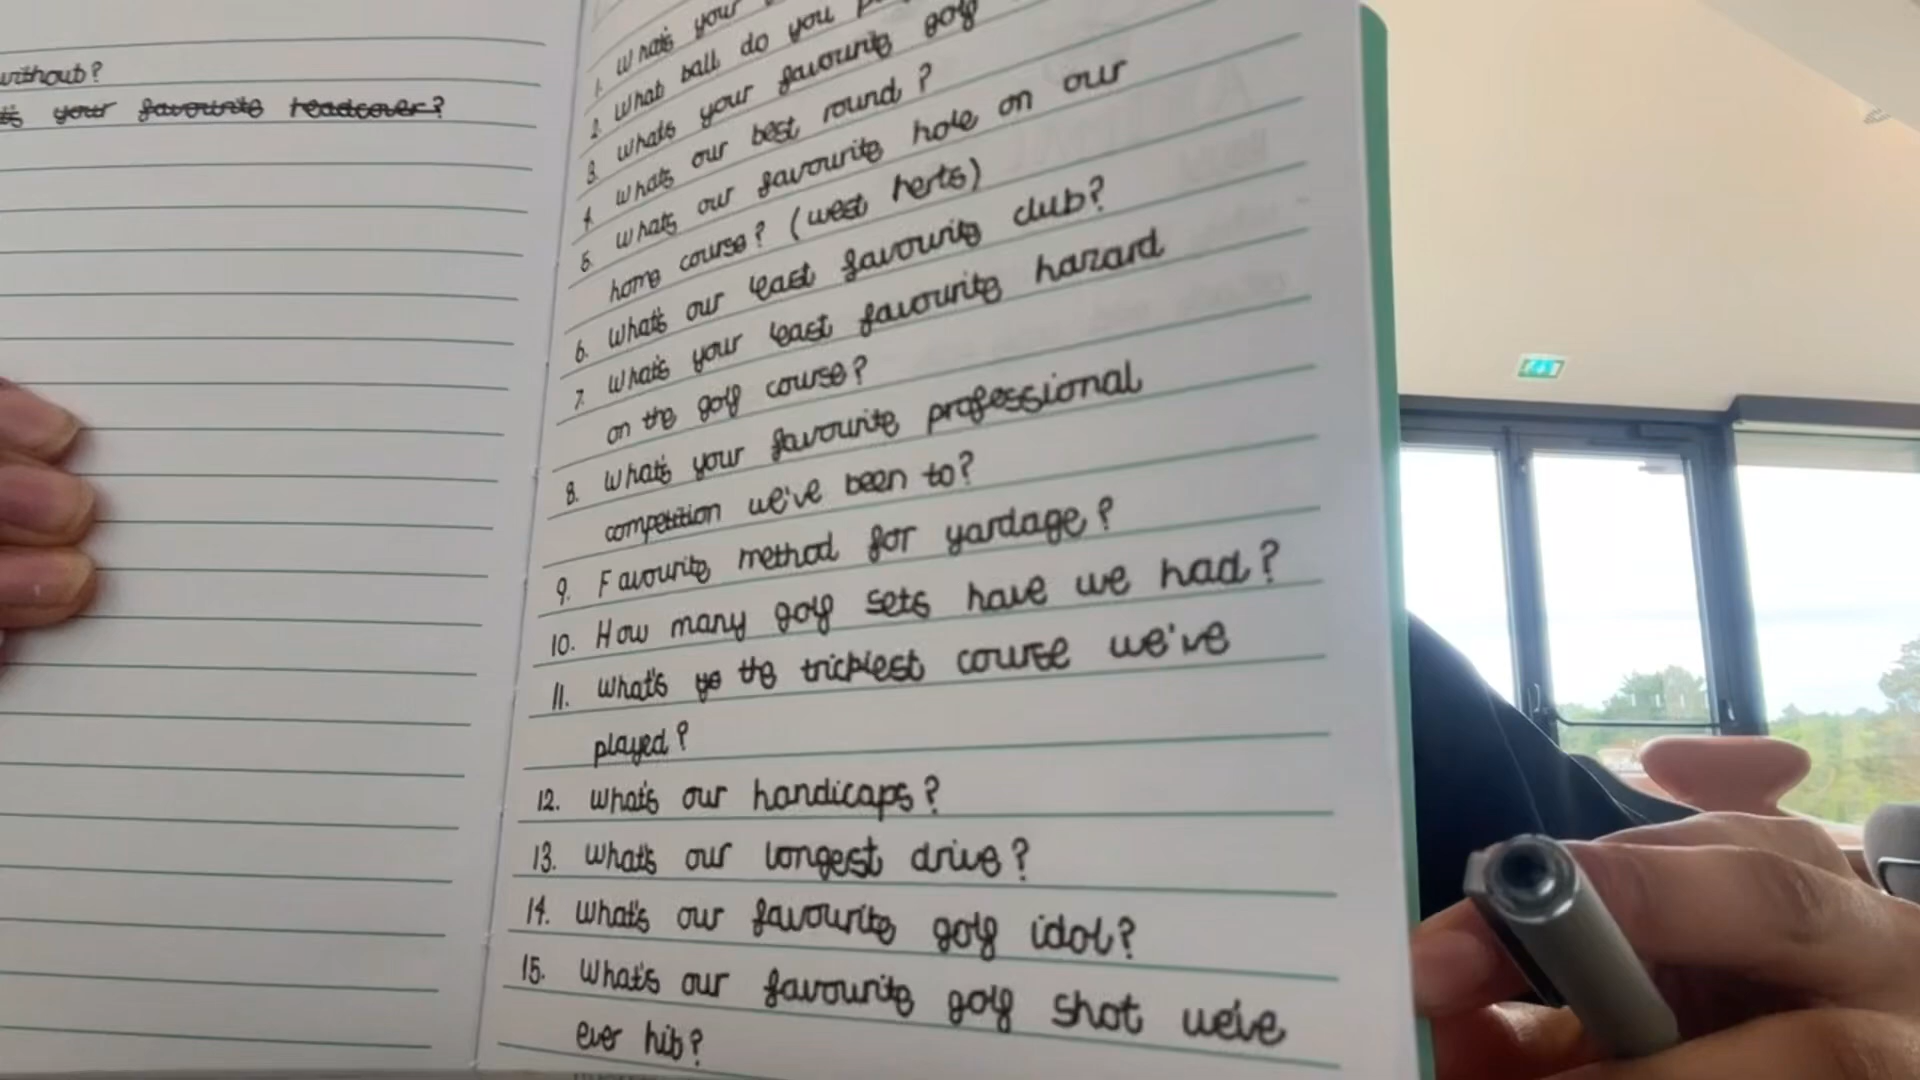 without?
your favourite headcover?
1. Whats your
2. What ball do you
3. Whats your favourite golf
4. Whats our best round?
5. Whats our favourite hole on our
home course? (west herts)
6. What's our least favourite club?
7. What's your least favourite hazard
on the golf course?
8. What's your favourite professional
competition we've been to?
9. Favourite method for yardage?
10. How many golf sets have we had?
11. What's yo the trickiest course we've
played?
12. What's our handicaps?
13. What's our longest drive?
14. What's our favourite golf idol?
15. What's our favourite golf shot we've
ever hit?